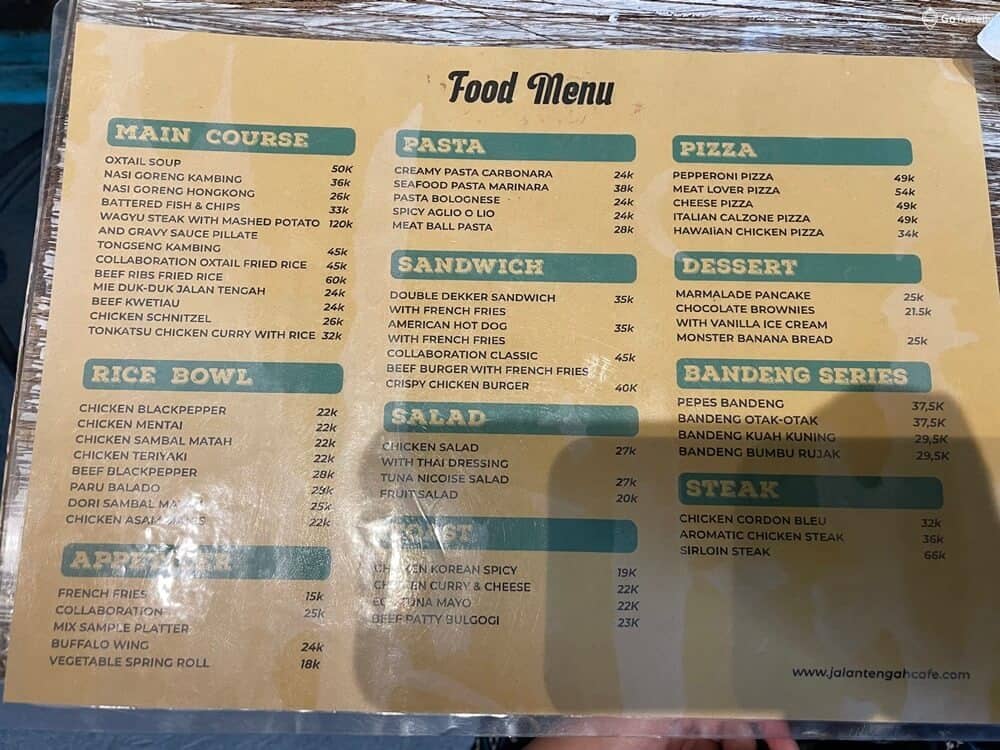 GoTravelly
Food Menu
MAIN COURSE
OXTAIL SOUP 50K
NASI GORENG KAMBING 36k
NASI GORENG HONGKONG 26k
BATTERED FISH & CHIPS 33k
WAGYU STEAK WITH MASHED POTATO 120k
AND GRAVY SAUCE PILLATE
TONGSENG KAMBING 45k
COLLABORATION OXTAIL FRIED RICE 45k
BEEF RIBS FRIED RICE 60k
MIE DUK-DUK JALAN TENGAH 24k
BEEF KWETIAU 24k
CHICKEN SCHNITZEL 26k
TONKATSU CHICKEN CURRY WITH RICE 32k
RICE BOWL
CHICKEN BLACKPEPPER 22k
CHICKEN MENTAI 22k
CHICKEN SAMBAL MATAH 22k
CHICKEN TERIYAKI 22k
BEEF BLACKPEPPER 28k
PARU BALADO
DORI SAMBAL 25k
CHICKEN ASAM 22k
APPETIZER
FRENCH FRIES 15k
COLLABORATION 25k
MIX SAMPLE PLATTER
BUFFALO WING 24k
VEGETABLE SPRING ROLL 18k
PASTA
CREAMY PASTA CARBONARA 24k
SEAFOOD PASTA MARINARA 38k
PASTA BOLOGNESE 24k
SPICY AGLIO O LIO 24k
MEAT BALL PASTA 28k
SANDWICH
DOUBLE DEKKER SANDWICH 35k
WITH FRENCH FRIES
AMERICAN HOT DOG 35k
WITH FRENCH FRIES
COLLABORATION CLASSIC 45k
BEEF BURGER WITH FRENCH FRIES
CRISPY CHICKEN BURGER 40K
SALAD
CHICKEN SALAD 27k
WITH THAI DRESSING
TUNA NICOISE SALAD 27k
FRUIT SALAD 20k
CHICKEN KOREAN SPICY 19K
CHICKEN CURRY & CHEESE 22K
EGG TUNA MAYO 22K
BEEF PATTY BULGOGI 23K
PIZZA
PEPPERONI PIZZA 49k
MEAT LOVER PIZZA 54k
CHEESE PIZZA 49k
ITALIAN CALZONE PIZZA 49k
HAWAIIAN CHICKEN PIZZA 34k
DESSERT
MARMALADE PANCAKE 25k
CHOCOLATE BROWNIES 21.5k
WITH VANILLA ICE CREAM
MONSTER BANANA BREAD 25k
BANDENG SERIES
PEPES BANDENG 37,5K
BANDENG OTAK-OTAK 37,5K
BANDENG KUAH KUNING 29,5K
BANDENG BUMBU RUJAK 29,5K
STEAK
CHICKEN CORDON BLEU 32k
AROMATIC CHICKEN STEAK 36k
SIRLOIN STEAK 66k
www.jalantengahcafe.com